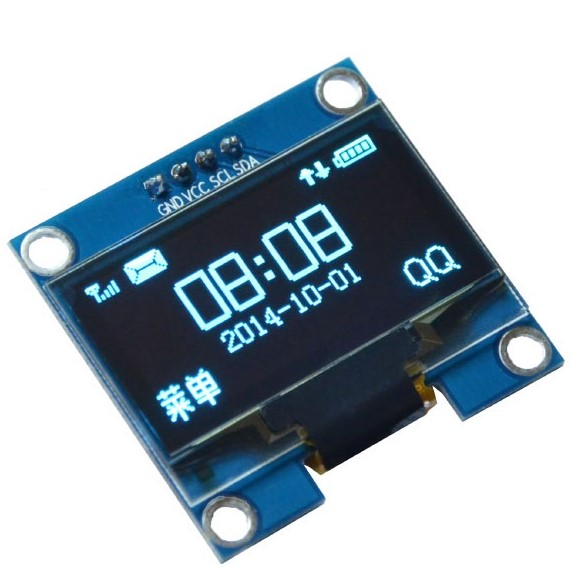 GND VCC SCL SDA
08:08
2014-10-01
菜单
QQ